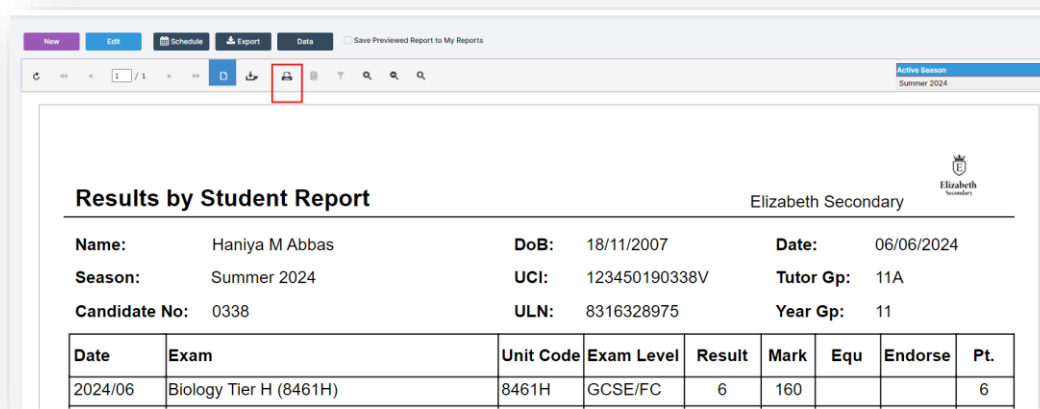 New Edit Schedule Export Data Save Previewed Report to My Reports
1 / 1
Active Season
Summer 2024
E
Elizabeth
Secondary
Results by Student Report Elizabeth Secondary
Name: Haniya M Abbas DoB: 18/11/2007 Date: 06/06/2024
Season: Summer 2024 UCI: 123450190338V Tutor Gp: 11A
Candidate No: 0338 ULN: 8316328975 Year Gp: 11
Date Exam Unit Code Exam Level Result Mark Equ Endorse Pt.
2024/06 Biology Tier H (8461H) 8461H GCSE/FC 6 160 6